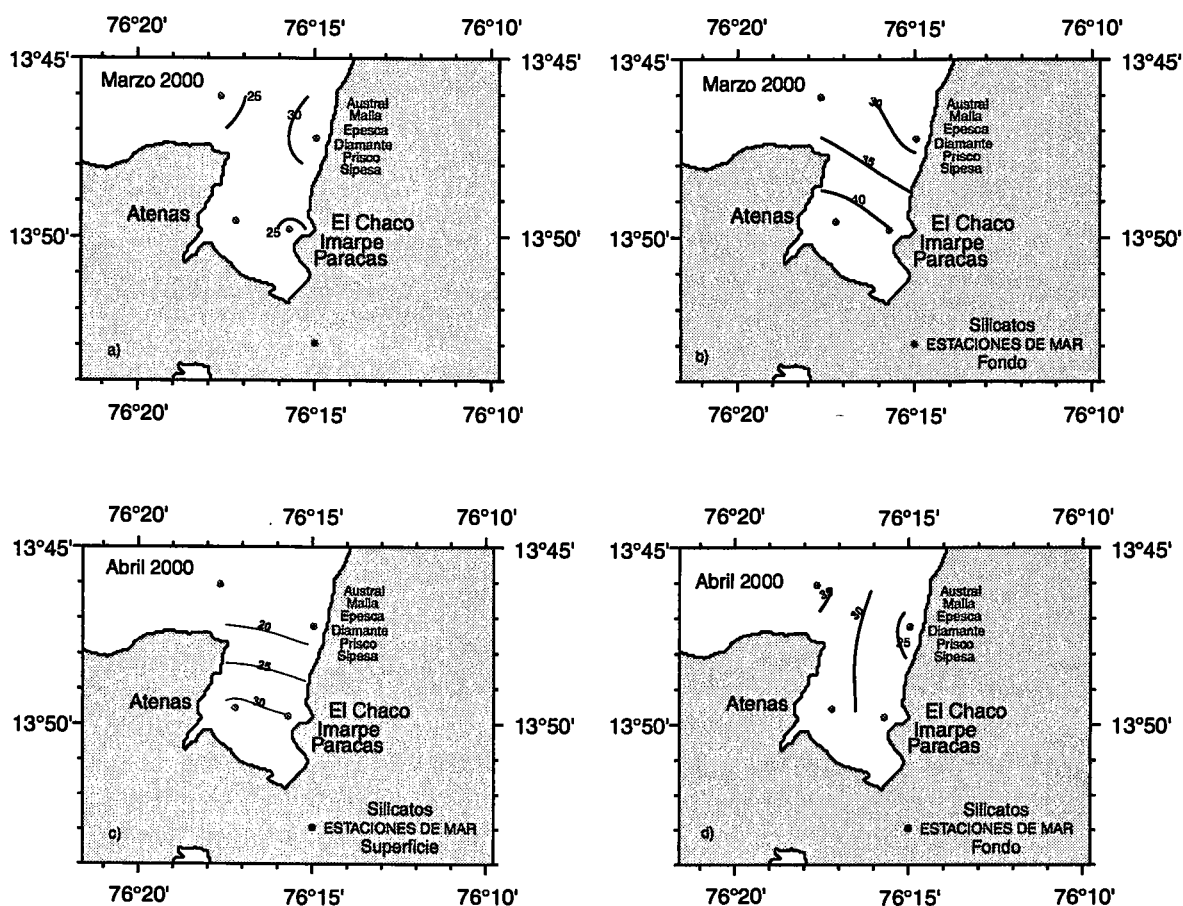 76°20' 76°15' 76°10'
13°45' 13°45'
Marzo 2000
25
30
Austral
Malla
Epesca
Diamante
Prisco
Sipesa
Atenas
El Chaco
25
Imarpe
Paracas
13°50' 13°50'
a)
76°20' 76°15' 76°10'
76°20' 76°15' 76°10'
13°45' 13°45'
Marzo 2000
30
Austral
Malla
Epesca
Diamante
Prisco
Sipesa
35
40
Atenas
El Chaco
Imarpe
Paracas
13°50' 13°50'
Silicatos
ESTACIONES DE MAR
Fondo
b)
76°20' 76°15' 76°10'
76°20' 76°15' 76°10'
13°45' 13°45'
Abril 2000
Austral
Malla
Epesca
Diamante
Prisco
Sipesa
20
25
30
Atenas
El Chaco
Imarpe
Paracas
13°50' 13°50'
Silicatos
ESTACIONES DE MAR
Superficie
c)
76°20' 76°15' 76°10'
76°20' 76°15' 76°10'
13°45' 13°45'
Abril 2000
35
30
25
Austral
Malla
Epesca
Diamante
Prisco
Sipesa
Atenas
El Chaco
Imarpe
Paracas
13°50' 13°50'
Silicatos
ESTACIONES DE MAR
Fondo
d)
76°20' 76°15' 76°10'